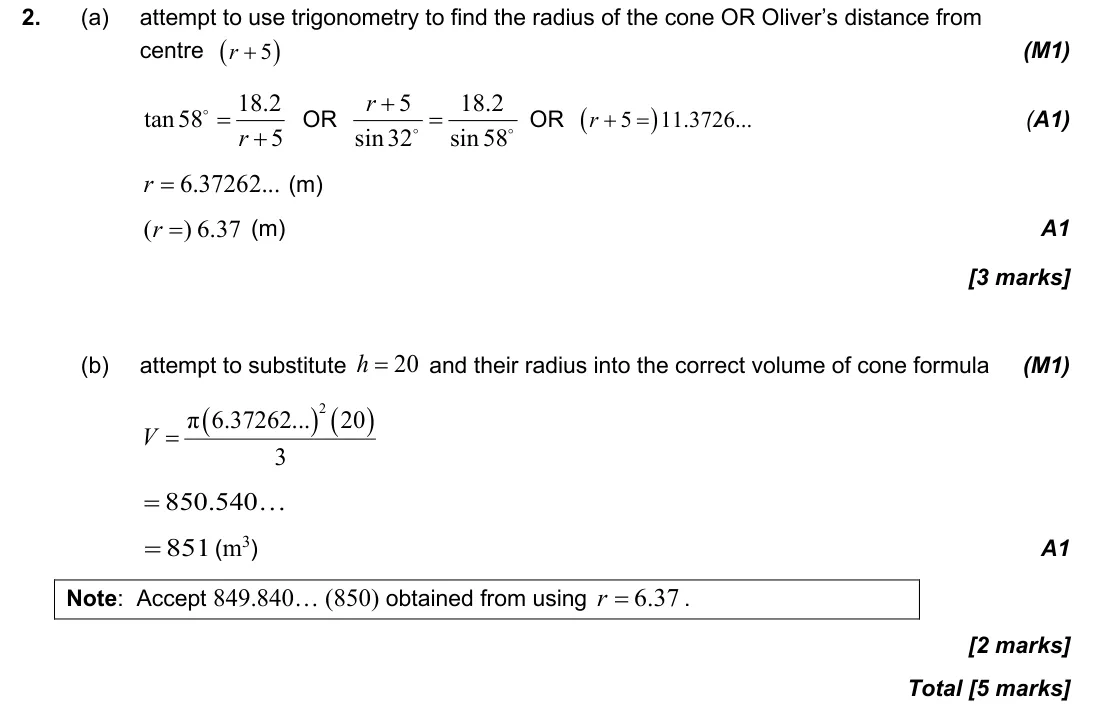 2. (a) attempt to use trigonometry to find the radius of the cone OR Oliver’s distance from
centre (r + 5) (M1)
tan 58° = 18.2/(r + 5) OR (r + 5)/sin 32° = 18.2/sin 58° OR (r + 5 =)11.3726... (A1)
r = 6.37262... (m)
(r =) 6.37 (m) A1
[3 marks]
(b) attempt to substitute h = 20 and their radius into the correct volume of cone formula (M1)
V = π(6.37262...)²(20)/3
= 850.540…
= 851 (m³) A1
Note: Accept 849.840… (850) obtained from using r = 6.37 .
[2 marks]
Total [5 marks]